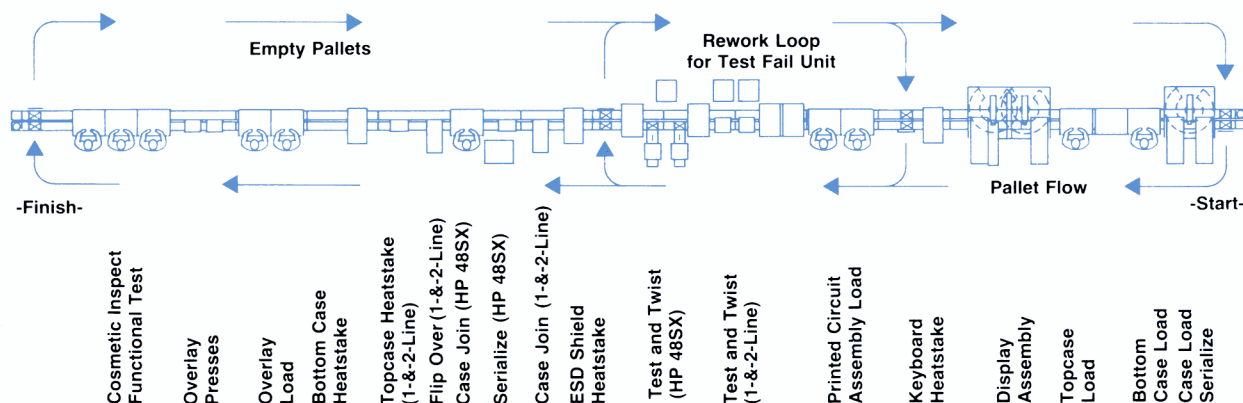 Empty Pallets
Rework Loop
for Test Fail Unit
Pallet Flow
-Finish-
-Start-
Cosmetic Inspect
Functional Test
Overlay
Presses
Overlay
Load
Bottom Case
Heatstake
Topcase Heatstake
(1-&-2-Line)
Flip Over (1-&-2-Line)
Case Join (HP 48SX)
Serialize (HP 48SX)
Case Join (1-&-2-Line)
ESD Shield
Heatstake
Test and Twist
(HP 48SX)
Test and Twist
(1-&-2-Line)
Printed Circuit
Assembly Load
Keyboard
Heatstake
Display
Assembly
Topcase
Load
Bottom
Case Load
Case Load
Serialize